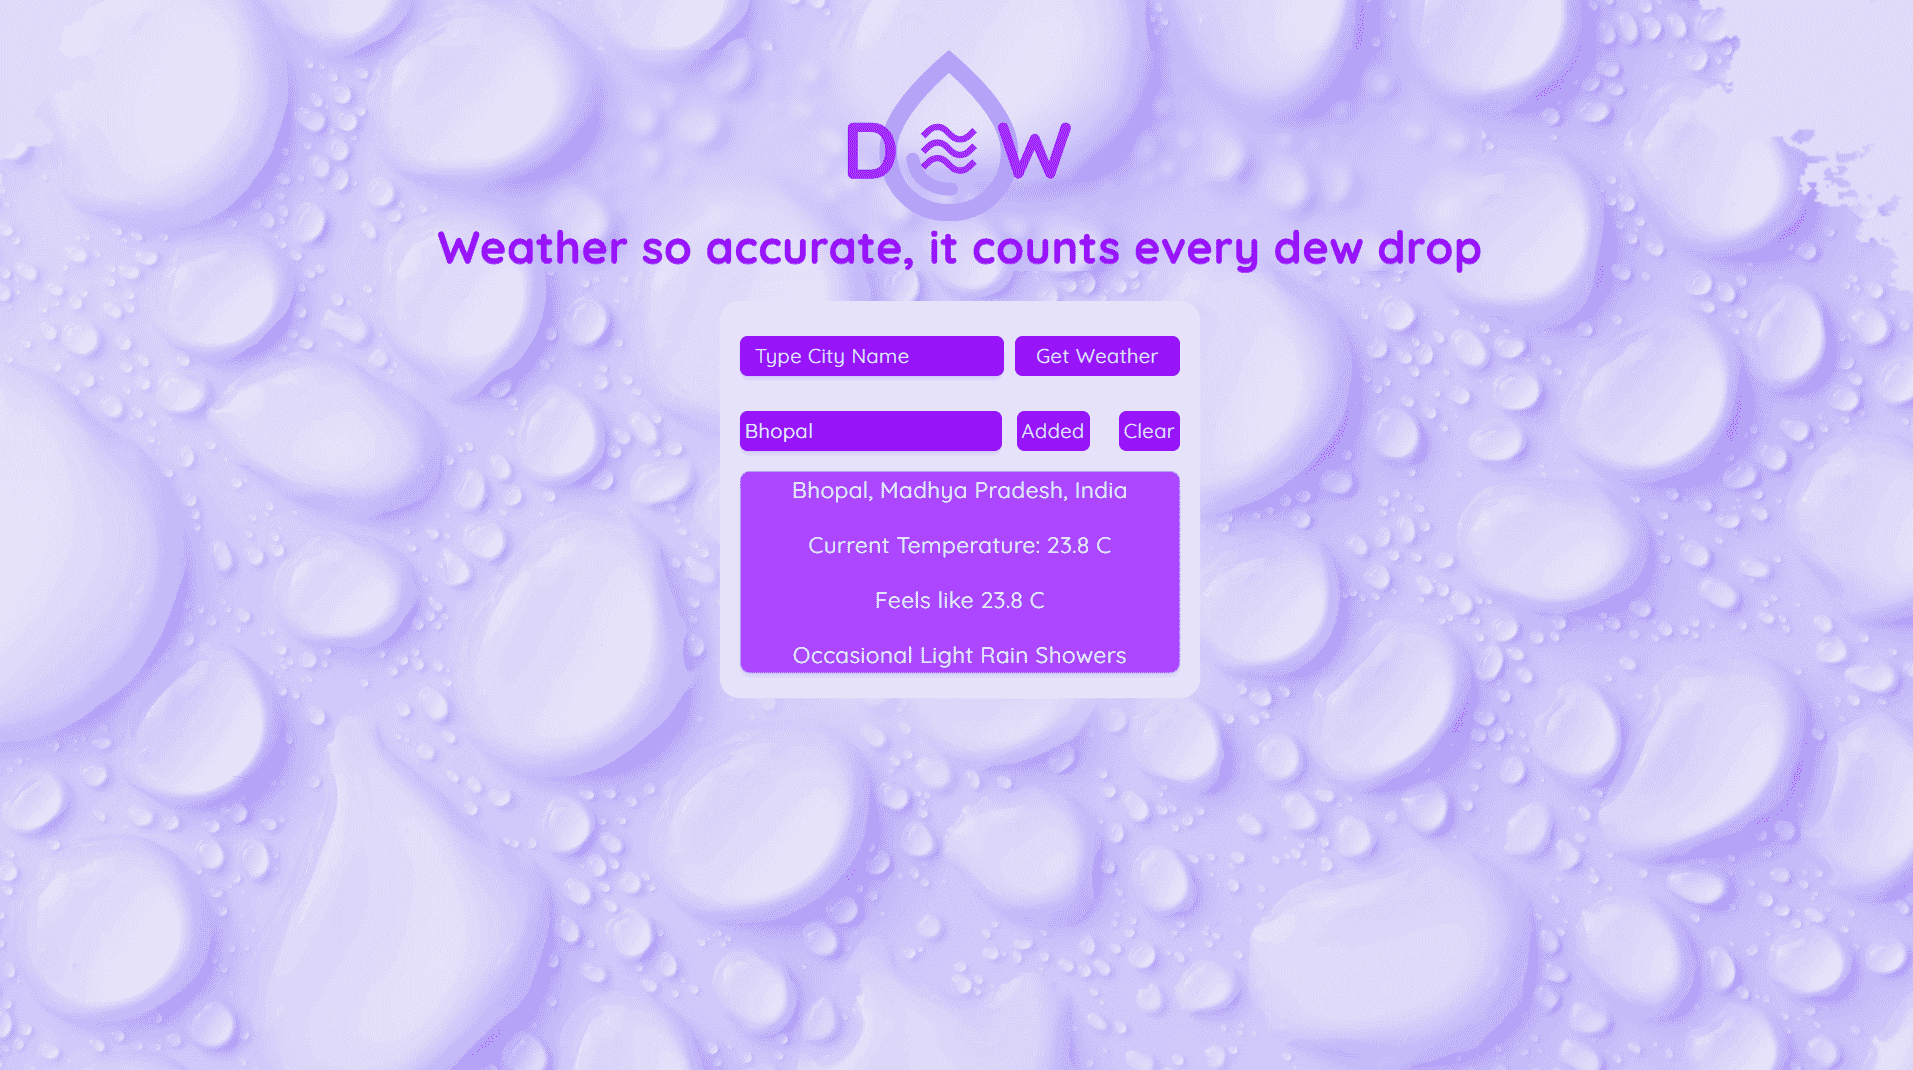 DEW
Weather so accurate, it counts every dew drop
Type City Name
Get Weather
Bhopal
Added
Clear
Bhopal, Madhya Pradesh, India
Current Temperature: 23.8 C
Feels like 23.8 C
Occasional Light Rain Showers